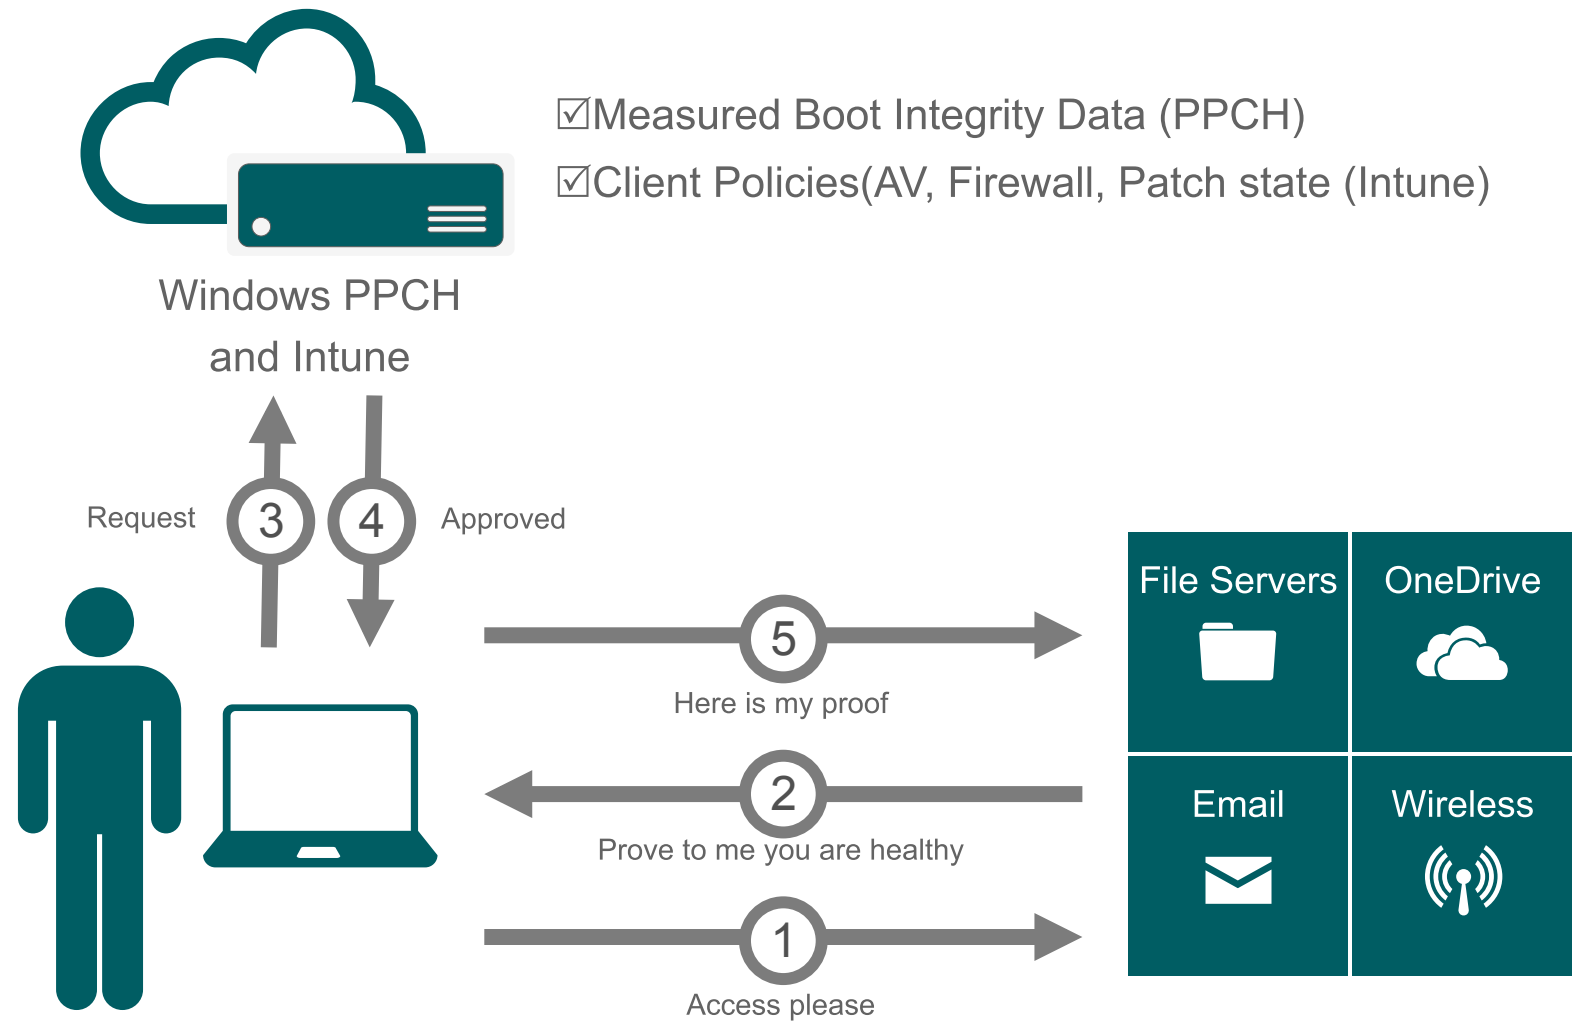 ☑Measured Boot Integrity Data (PPCH)
☑Client Policies(AV, Firewall, Patch state (Intune)
Windows PPCH
and Intune
Request
3
4
Approved
5
Here is my proof
2
Prove to me you are healthy
1
Access please
File Servers
OneDrive
Email
Wireless